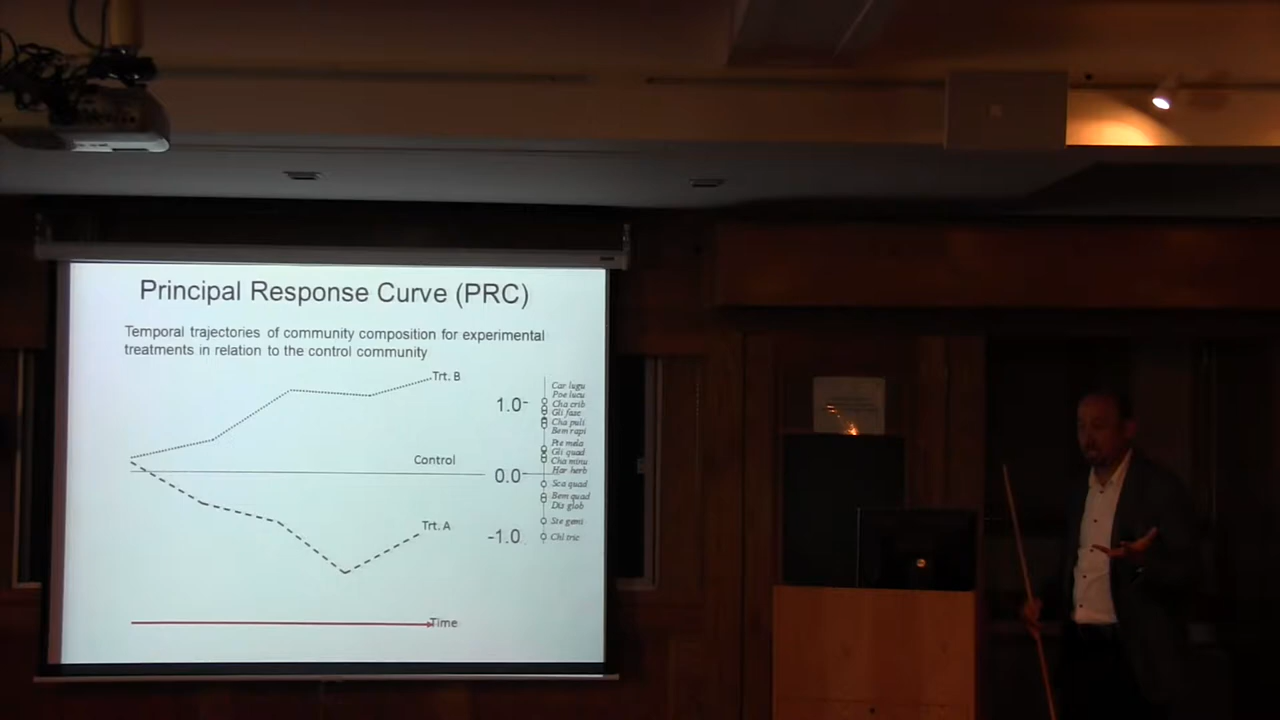 Principal Response Curve (PRC)
Temporal trajectories of community composition for experimental
treatments in relation to the control community
Trt. B
Control
Trt. A
Time
1.0
0.0
-1.0
Car lugu
Poe lucu
Cha crib
Gli fase
Cha puli
Bem rapi
Pte mela
Gli quad
Cha minu
Har herb
Sca quad
Bem quad
Dis glob
Ste gemi
Chl tric